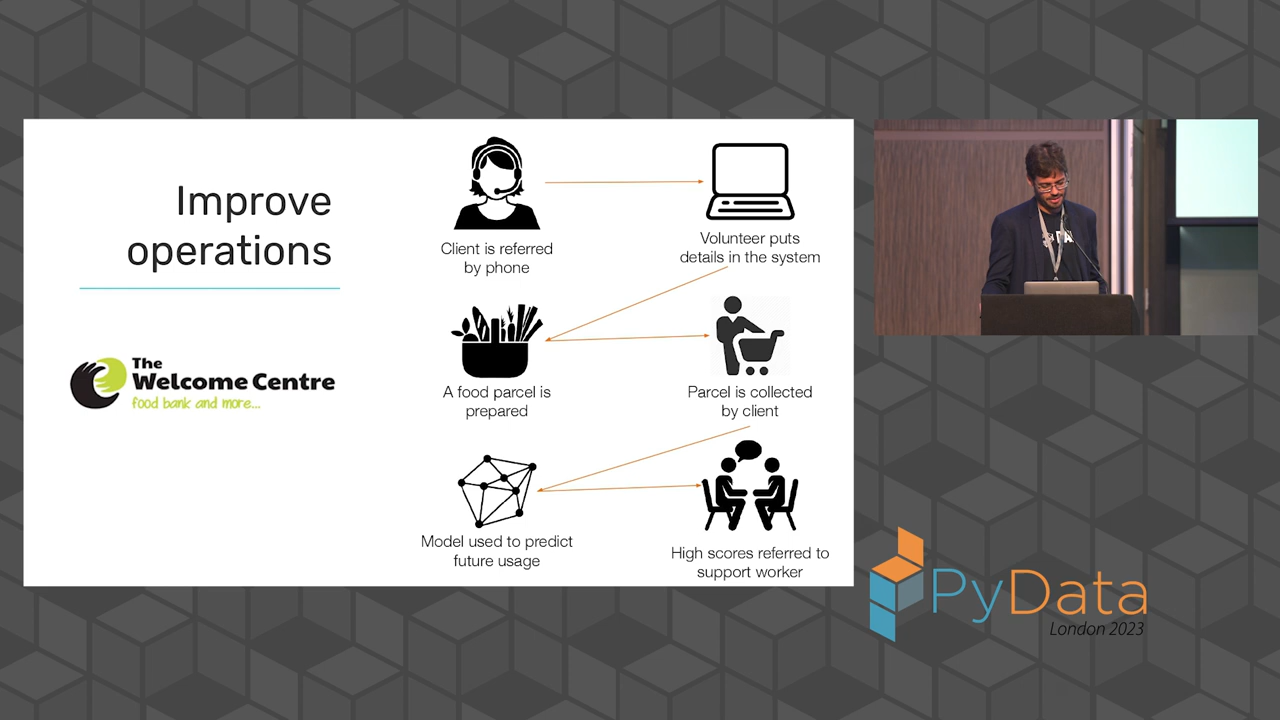 Improve
operations
The
Welcome Centre
food bank and more...
Client is referred
by phone
Volunteer puts
details in the system
A food parcel is
prepared
Parcel is collected
by client
Model used to predict
future usage
High scores referred to
support worker
PyData
London 2023